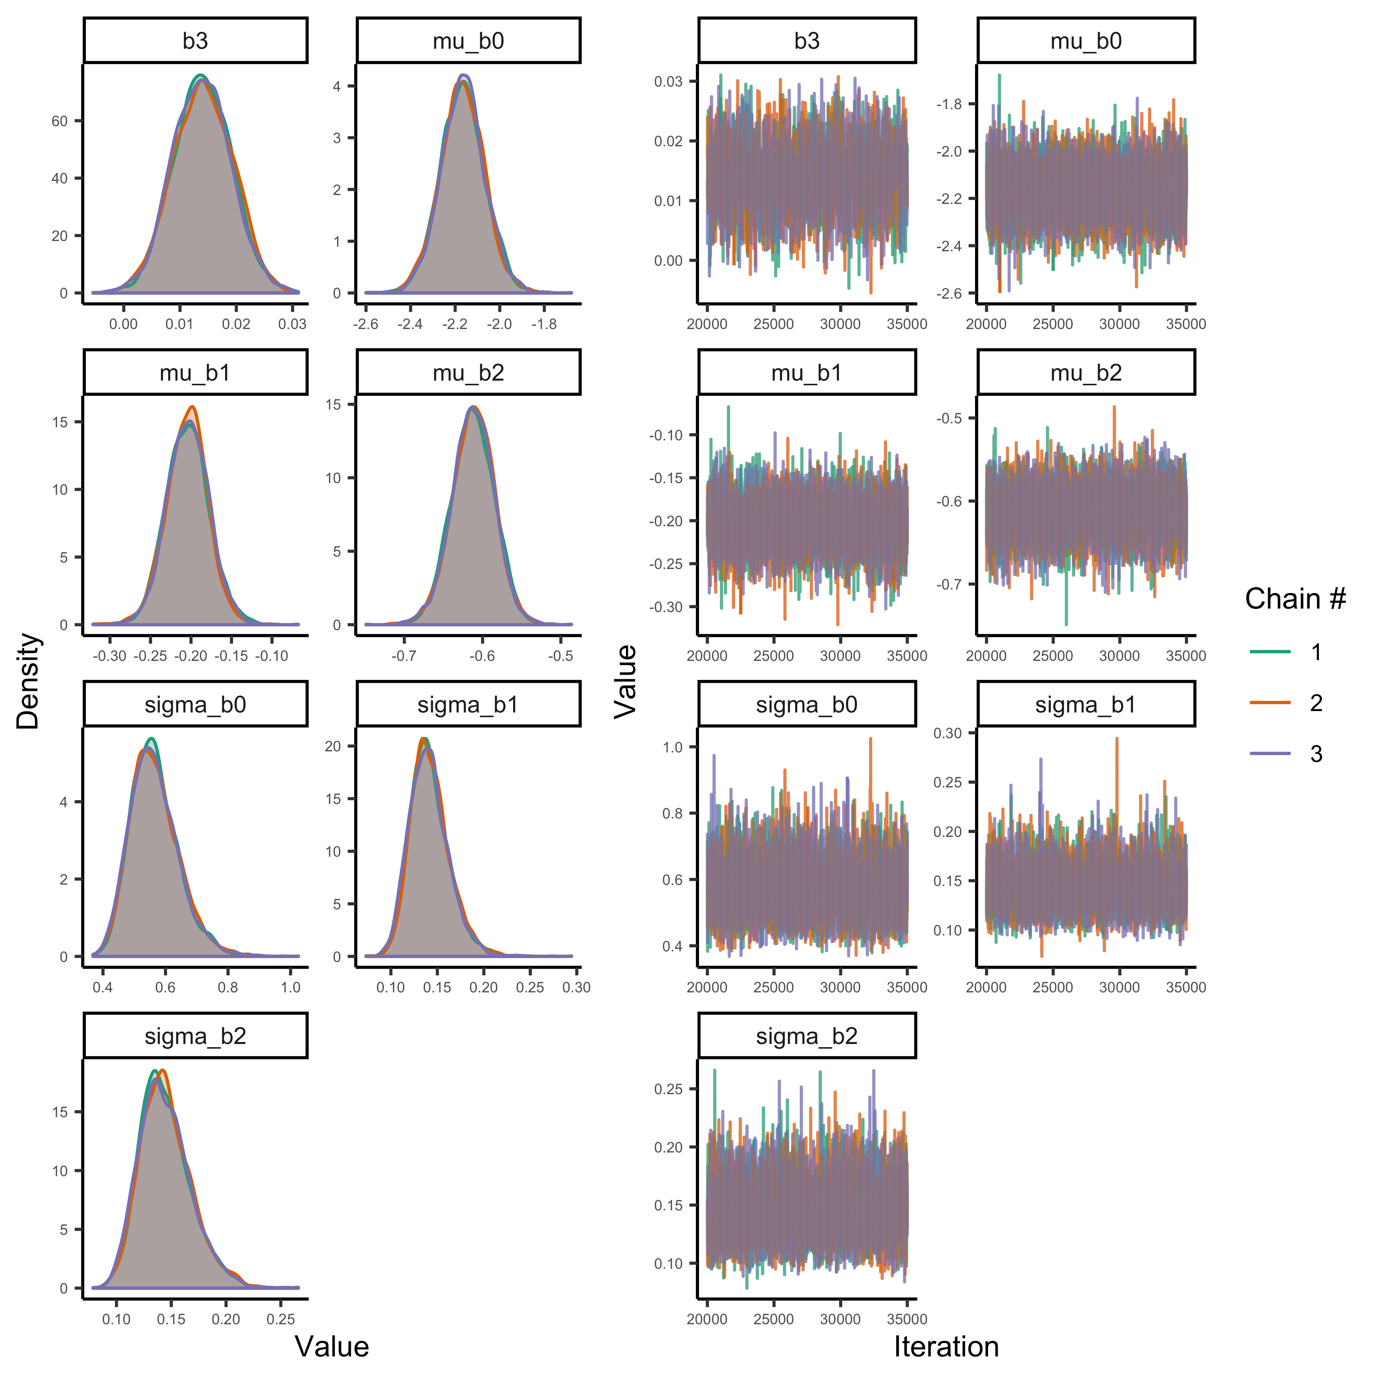 b3 mu_b0 b3 mu_b0
60
40
20
0
0.00 0.01 0.02 0.03
4
3
2
1
0
-2.6 -2.4 -2.2 -2.0 -1.8
0.03
0.02
0.01
0.00
20000 25000 30000 35000
-1.8
-2.0
-2.2
-2.4
-2.6
20000 25000 30000 35000
mu_b1 mu_b2 mu_b1 mu_b2
15
10
5
0
-0.30 -0.25 -0.20 -0.15 -0.10
15
10
5
0
-0.7 -0.6 -0.5
-0.10
-0.15
-0.20
-0.25
-0.30
20000 25000 30000 35000
-0.5
-0.6
-0.7
20000 25000 30000 35000
Density
Value
sigma_b0 sigma_b1 sigma_b0 sigma_b1
4
2
0
0.4 0.6 0.8 1.0
20
15
10
5
0
0.10 0.15 0.20 0.25 0.30
1.0
0.8
0.6
0.4
20000 25000 30000 35000
0.30
0.25
0.20
0.15
0.10
20000 25000 30000 35000
sigma_b2 sigma_b2
15
10
5
0
0.10 0.15 0.20 0.25
0.25
0.20
0.15
0.10
20000 25000 30000 35000
Value Iteration
Chain #
1
2
3